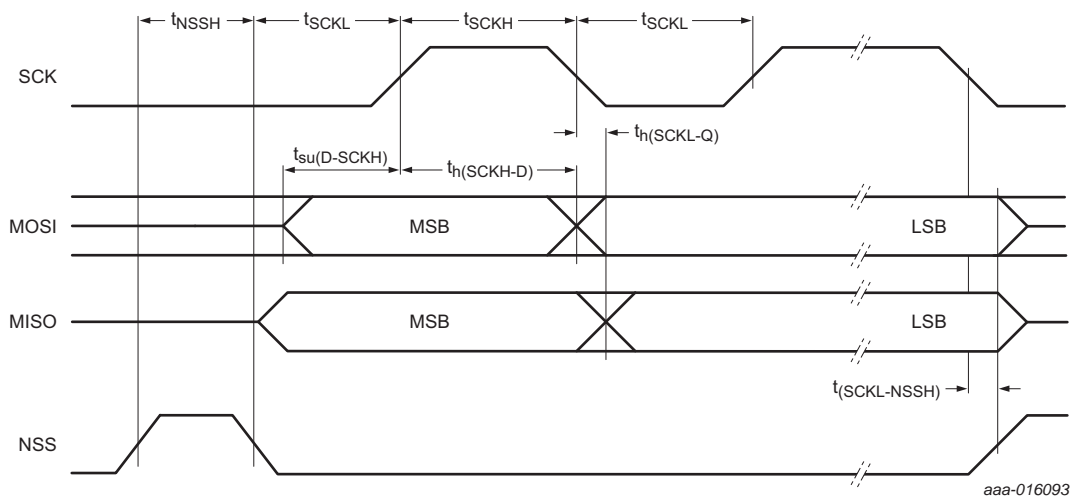 tNSSH tSCKL tSCKH tSCKL
SCK
th(SCKL-Q)
tsu(D-SCKH)
th(SCKH-D)
MOSI MSB LSB
MISO MSB LSB
t(SCKL-NSSH)
NSS
aaa-016093